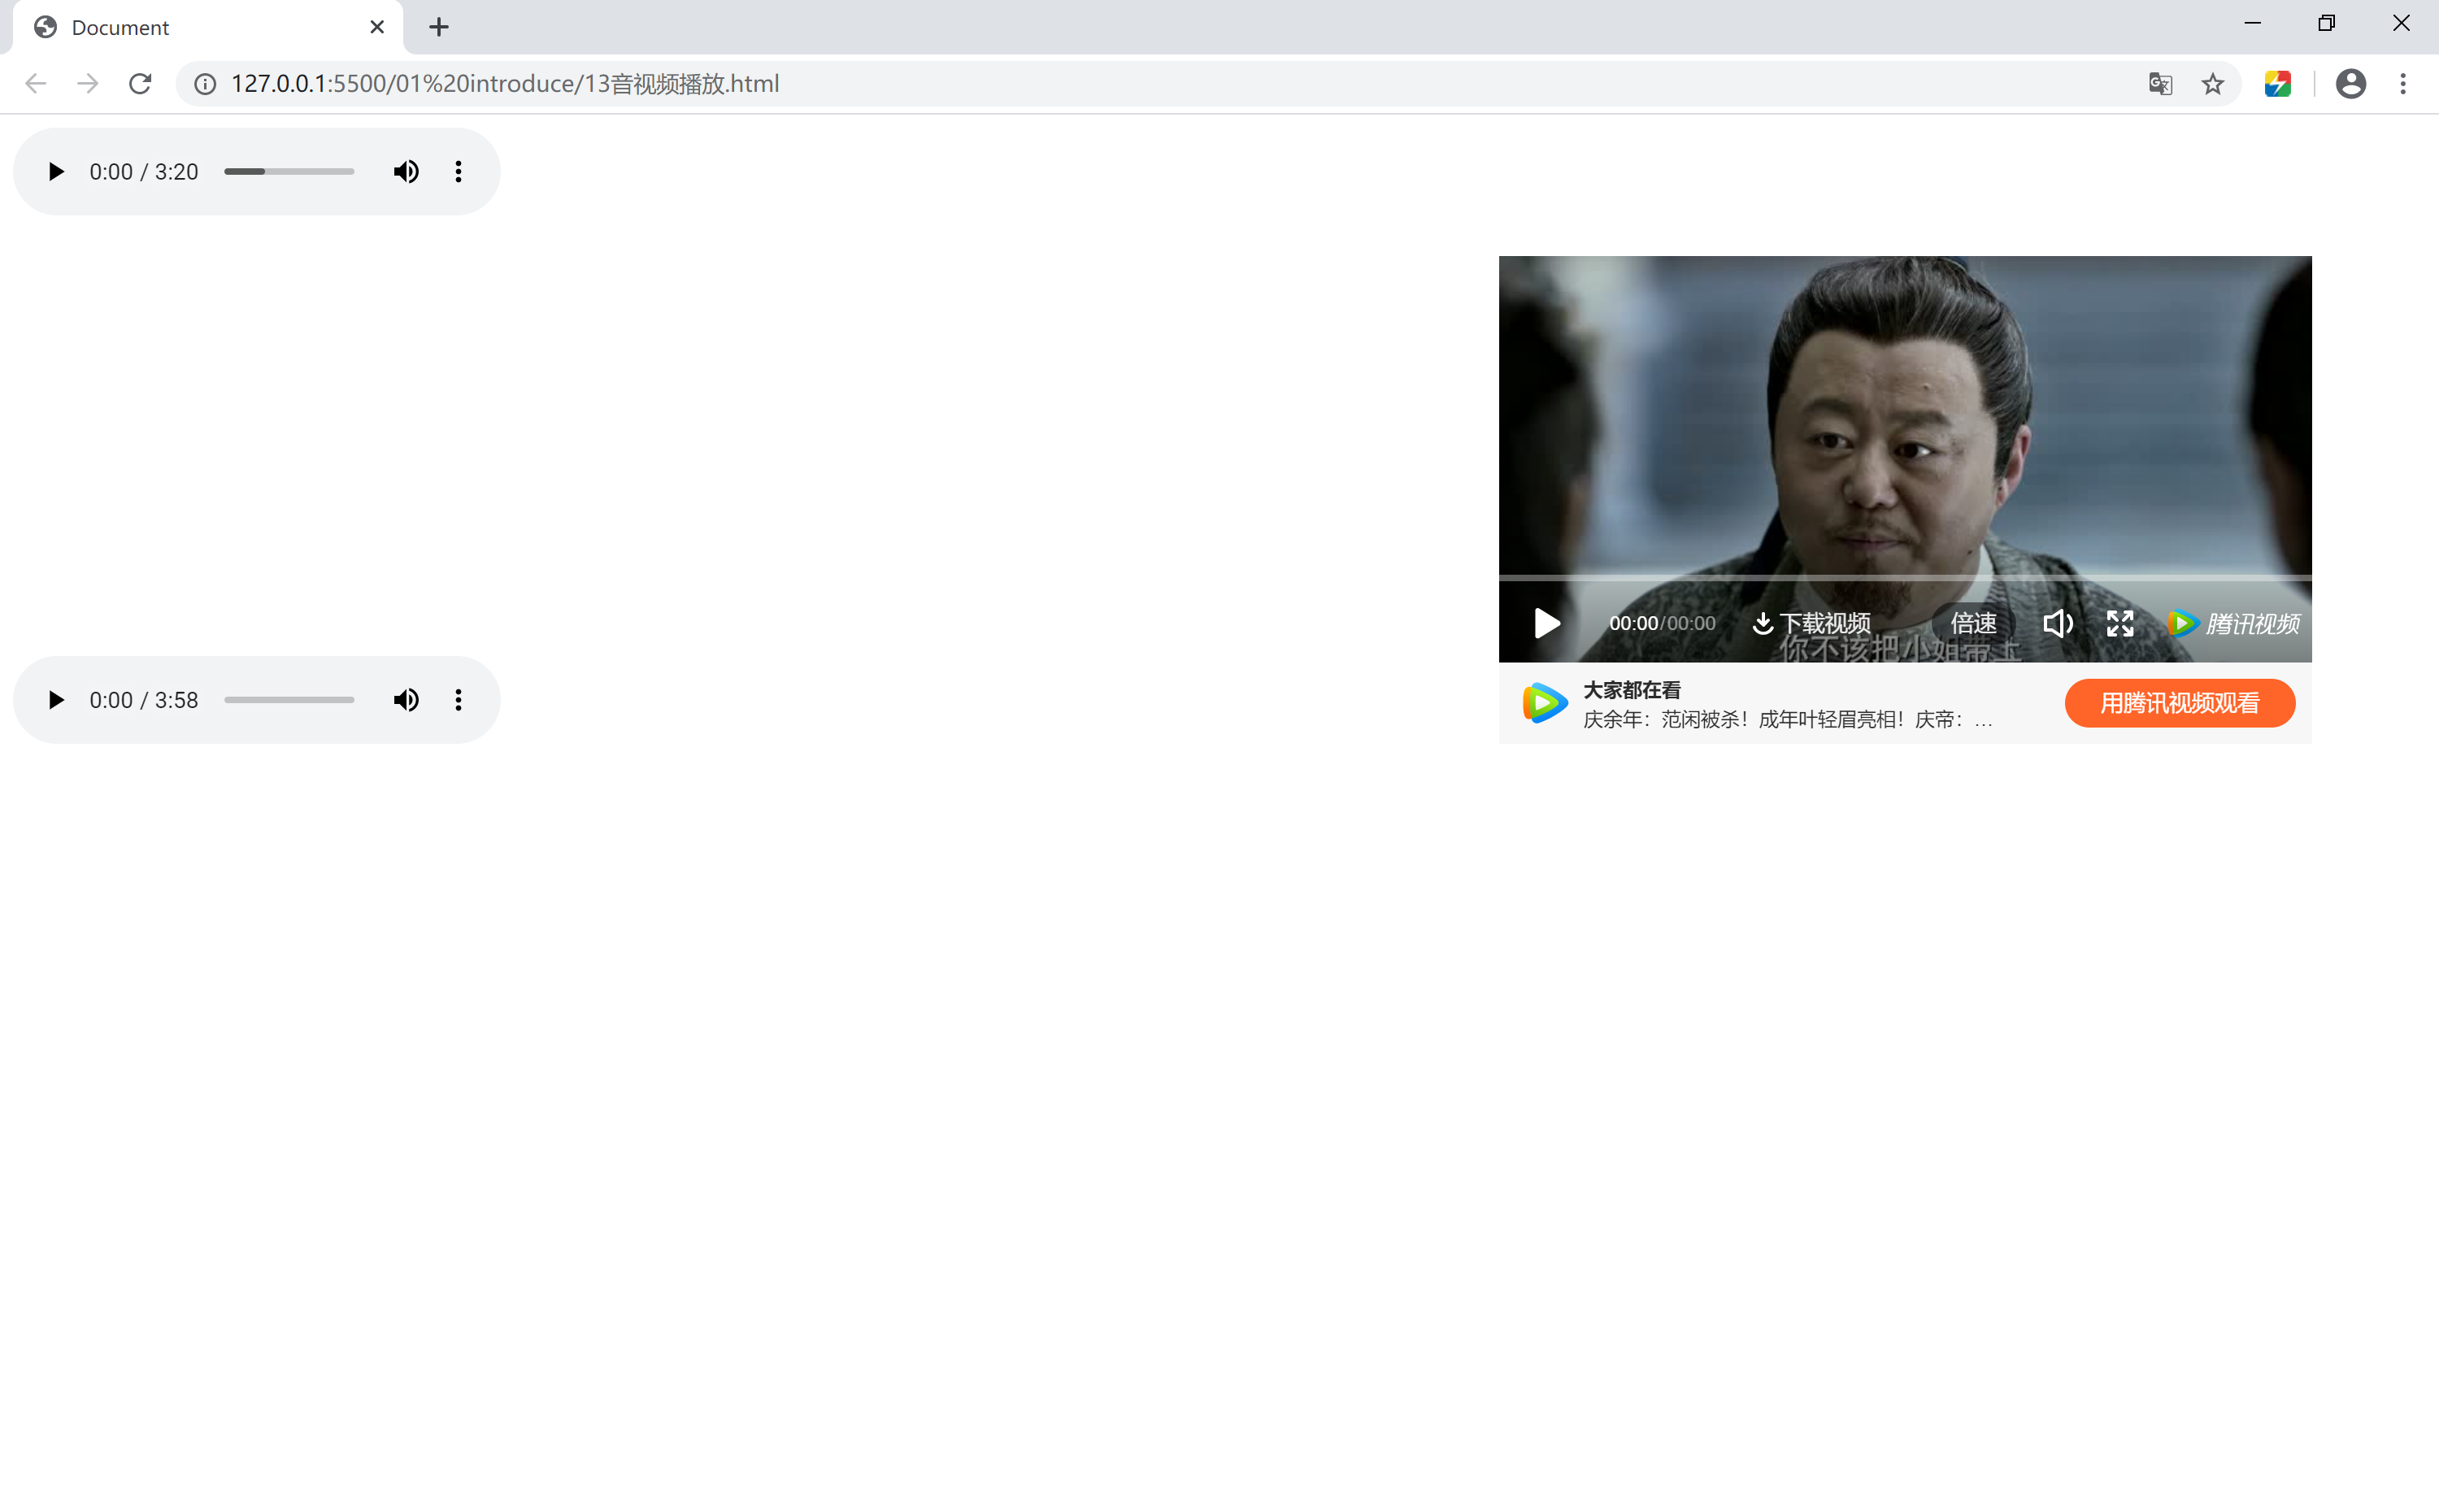 Document
127.0.0.1:5500/01%20introduce/13音视频播放.html
0:00 / 3:20
00:00/00:00 下载视频 倍速 腾讯视频
你不该把小姐带上
0:00 / 3:58
大家都在看
庆余年：范闲被杀！成年叶轻眉亮相！庆帝：…
用腾讯视频观看